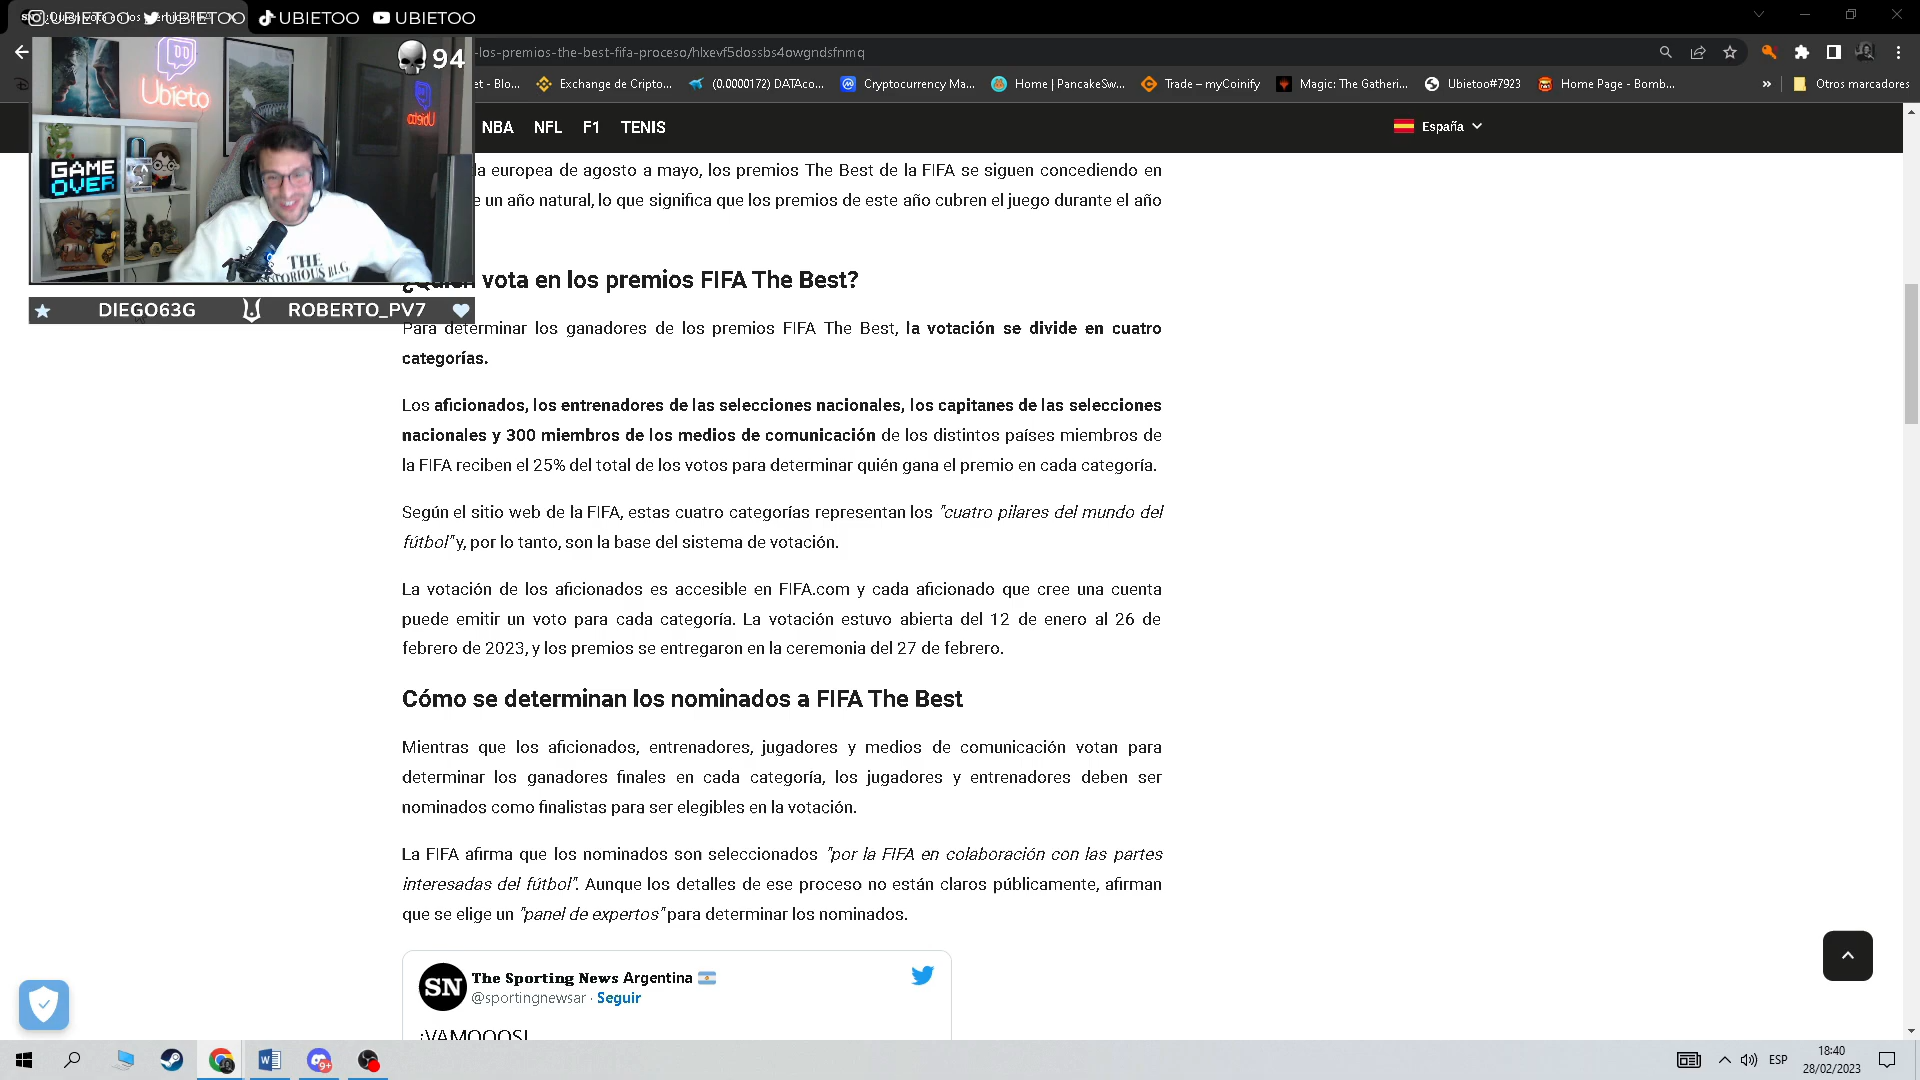 UBIETOO UBIETOO UBIETOO UBIETOO
los-premios-the-best-fifa-proceso/hlxevf5dossbs4owgndsfnmq
et - Blo... Exchange de Cripto... (0.0000172) DATAco... Cryptocurrency Ma... Home | PancakeSw... Trade – myCoinify Magic: The Gatheri... Ubietoo#7923 Home Page - Bomb... » Otros marcadores
94
Ubieto
Ubieto
GAME
OVER
THE
NOTORIOUS BLG
DIEGO63G ROBERTO_PV7
NBA NFL F1 TENIS España
la europea de agosto a mayo, los premios The Best de la FIFA se siguen concediendo en
un año natural, lo que significa que los premios de este año cubren el juego durante el año
¿Quién vota en los premios FIFA The Best?
Para determinar los ganadores de los premios FIFA The Best, la votación se divide en cuatro
categorías.
Los aficionados, los entrenadores de las selecciones nacionales, los capitanes de las selecciones
nacionales y 300 miembros de los medios de comunicación de los distintos países miembros de
la FIFA reciben el 25% del total de los votos para determinar quién gana el premio en cada categoría.
Según el sitio web de la FIFA, estas cuatro categorías representan los "cuatro pilares del mundo del
fútbol" y, por lo tanto, son la base del sistema de votación.
La votación de los aficionados es accesible en FIFA.com y cada aficionado que cree una cuenta
puede emitir un voto para cada categoría. La votación estuvo abierta del 12 de enero al 26 de
febrero de 2023, y los premios se entregaron en la ceremonia del 27 de febrero.
Cómo se determinan los nominados a FIFA The Best
Mientras que los aficionados, entrenadores, jugadores y medios de comunicación votan para
determinar los ganadores finales en cada categoría, los jugadores y entrenadores deben ser
nominados como finalistas para ser elegibles en la votación.
La FIFA afirma que los nominados son seleccionados "por la FIFA en colaboración con las partes
interesadas del fútbol". Aunque los detalles de ese proceso no están claros públicamente, afirman
que se elige un "panel de expertos" para determinar los nominados.
SN The Sporting News Argentina
@sportingnewsar · Seguir
¡VAMOOOS!
9+
ESP
18:40
28/02/2023